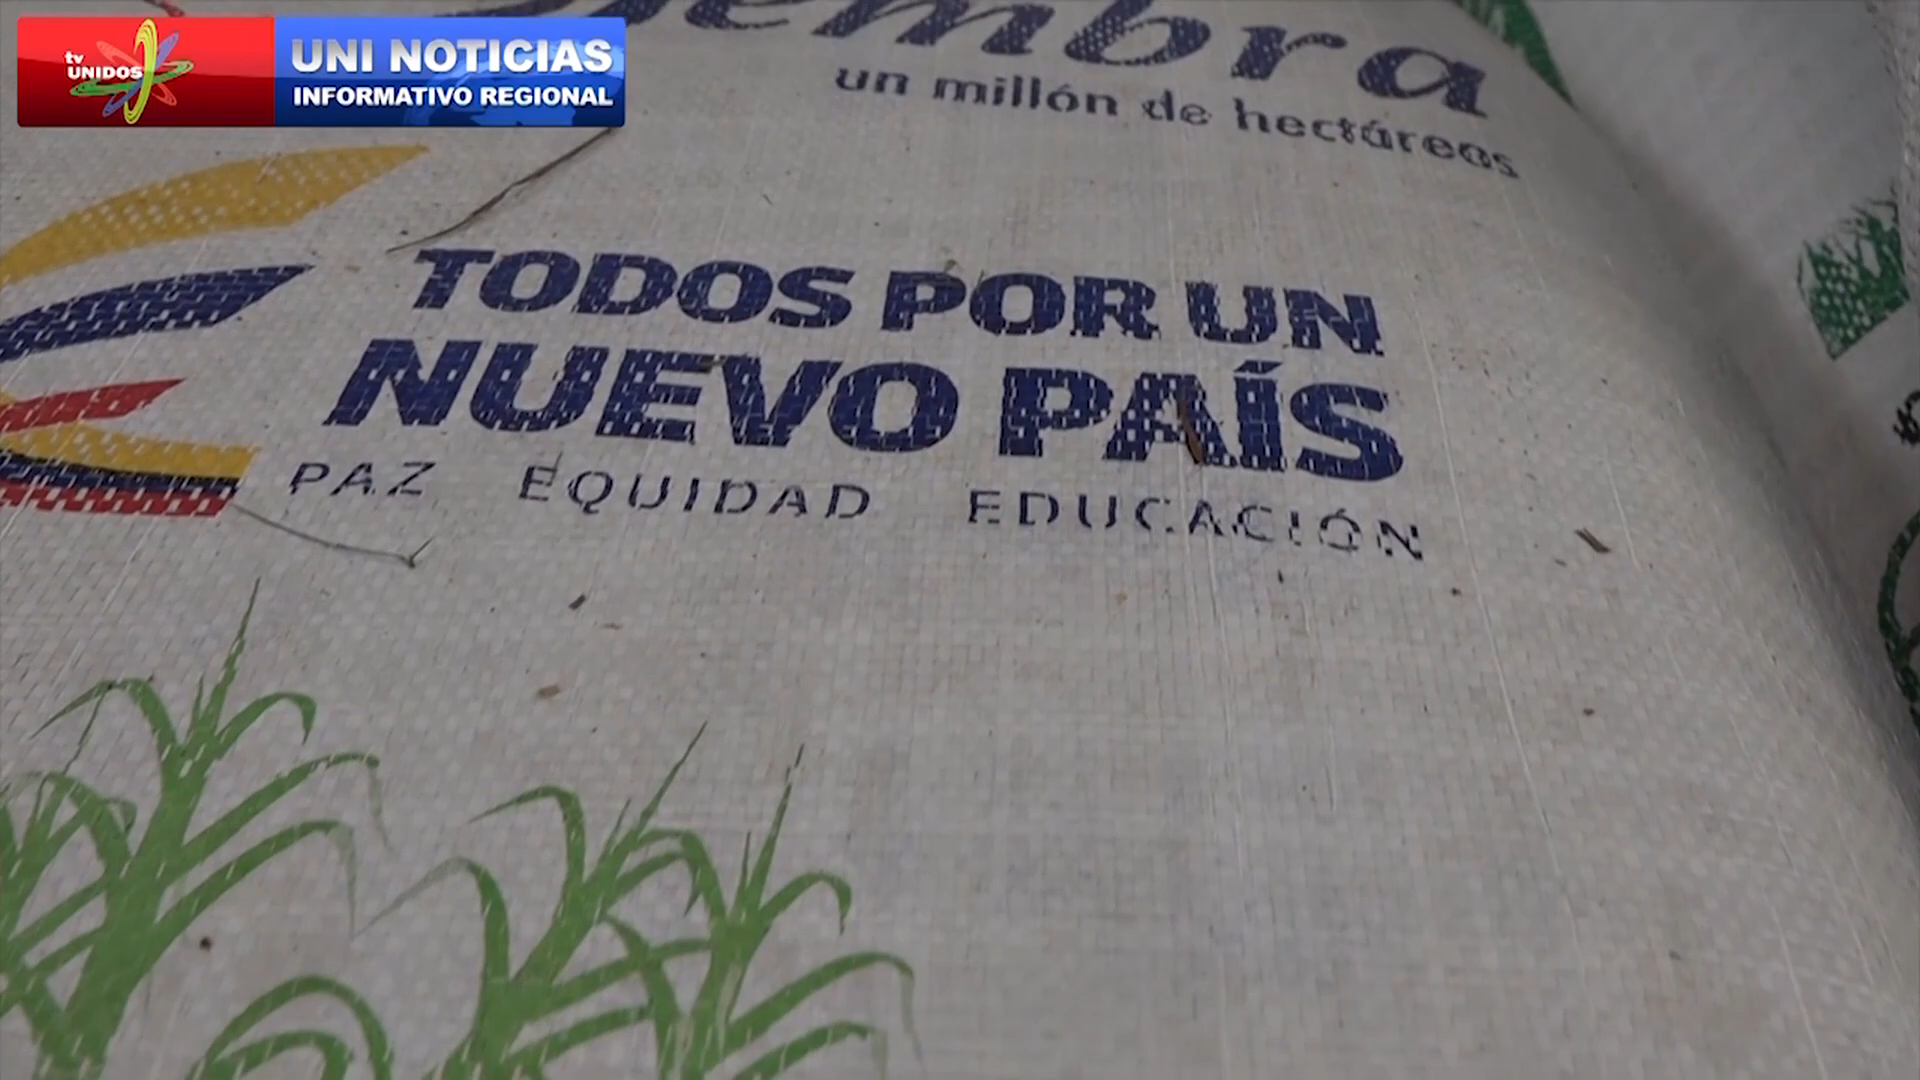 tv
UNIDOS
UNI NOTICIAS
INFORMATIVO REGIONAL
un millón de hectáreas
TODOS POR UN
NUEVO PAÍS
PAZ EQUIDAD EDUCACIÓN